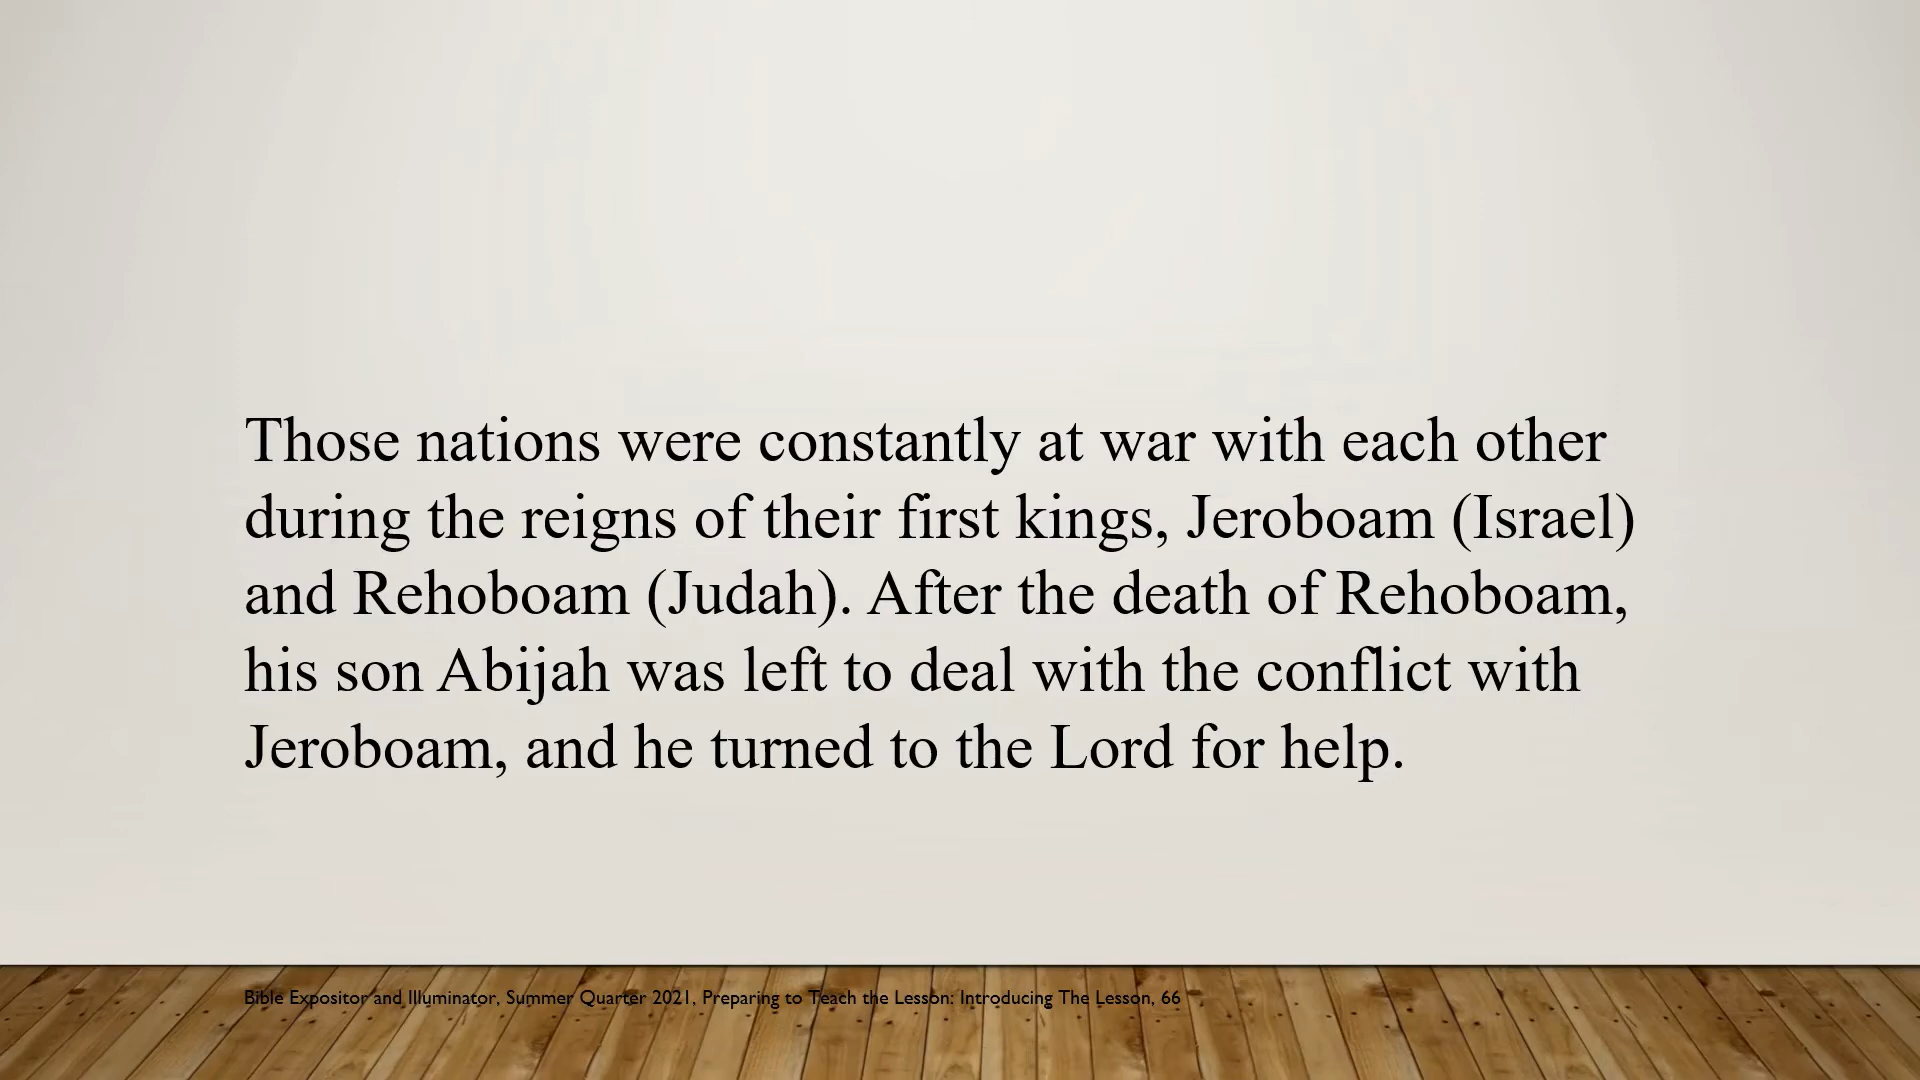 Those nations were constantly at war with each other
during the reigns of their first kings, Jeroboam (Israel)
and Rehoboam (Judah). After the death of Rehoboam,
his son Abijah was left to deal with the conflict with
Jeroboam, and he turned to the Lord for help.
Bible Expositor and Illuminator, Summer Quarter 2021, Preparing to Teach the Lesson: Introducing The Lesson, 66